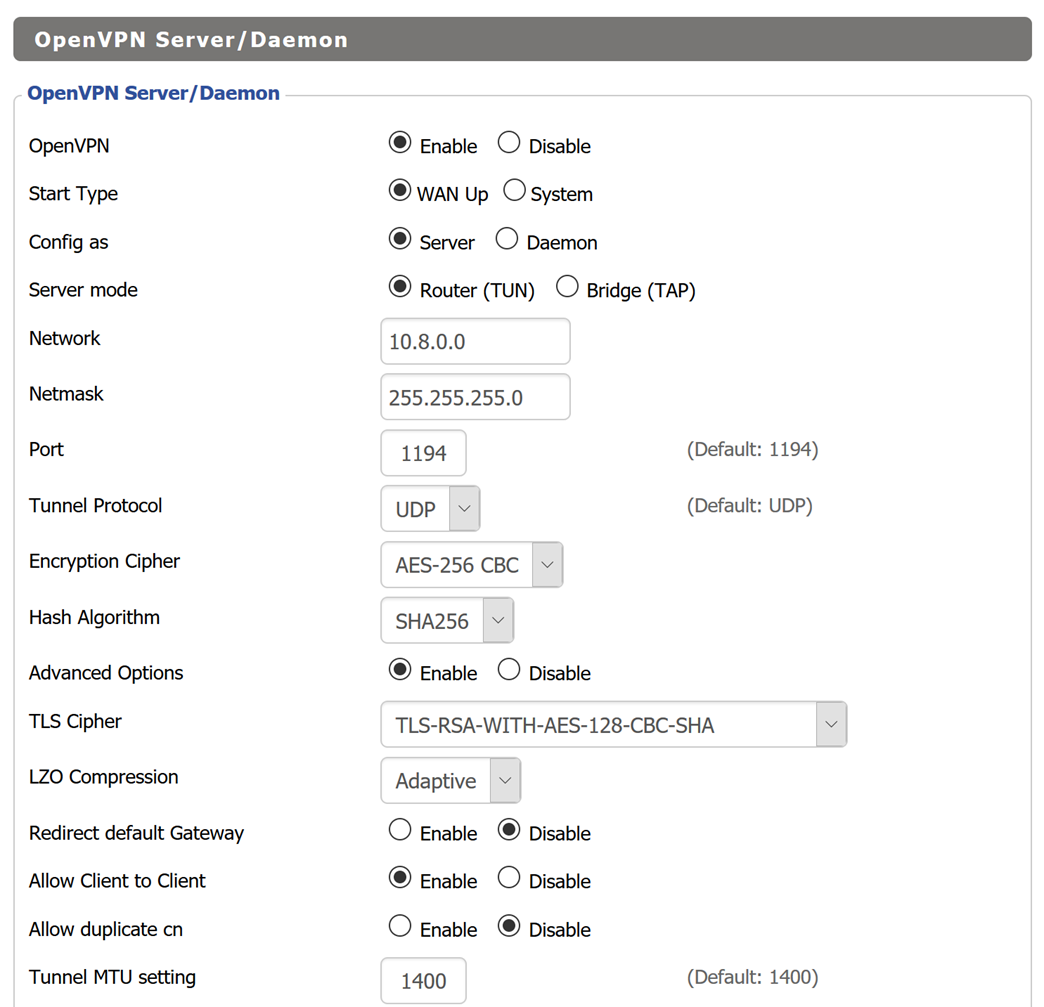 OpenVPN Server/Daemon
OpenVPN Server/Daemon
OpenVPN Enable Disable
Start Type WAN Up System
Config as Server Daemon
Server mode Router (TUN) Bridge (TAP)
Network 10.8.0.0
Netmask 255.255.255.0
Port 1194 (Default: 1194)
Tunnel Protocol UDP (Default: UDP)
Encryption Cipher AES-256 CBC
Hash Algorithm SHA256
Advanced Options Enable Disable
TLS Cipher TLS-RSA-WITH-AES-128-CBC-SHA
LZO Compression Adaptive
Redirect default Gateway Enable Disable
Allow Client to Client Enable Disable
Allow duplicate cn Enable Disable
Tunnel MTU setting 1400 (Default: 1400)